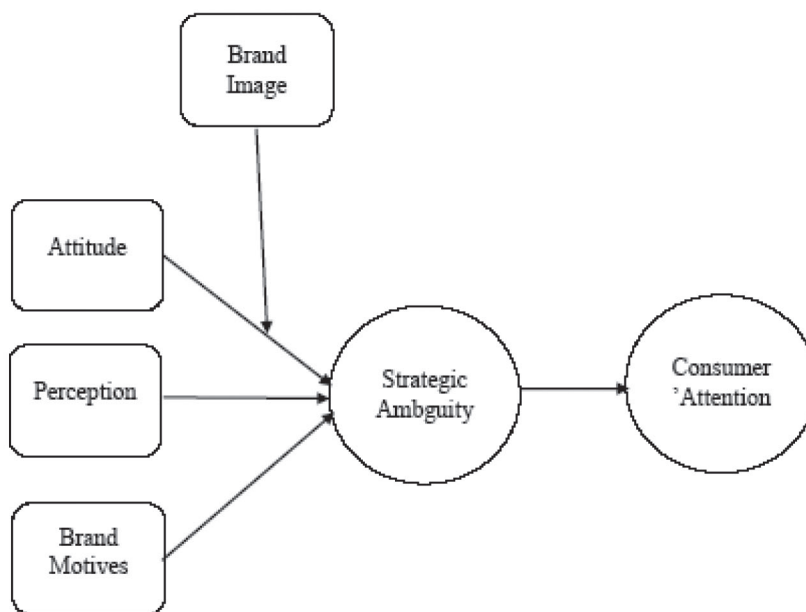 Brand
Image
Attitude
Perception
Brand
Motives
Strategic
Ambguity
Consumer
’Attention